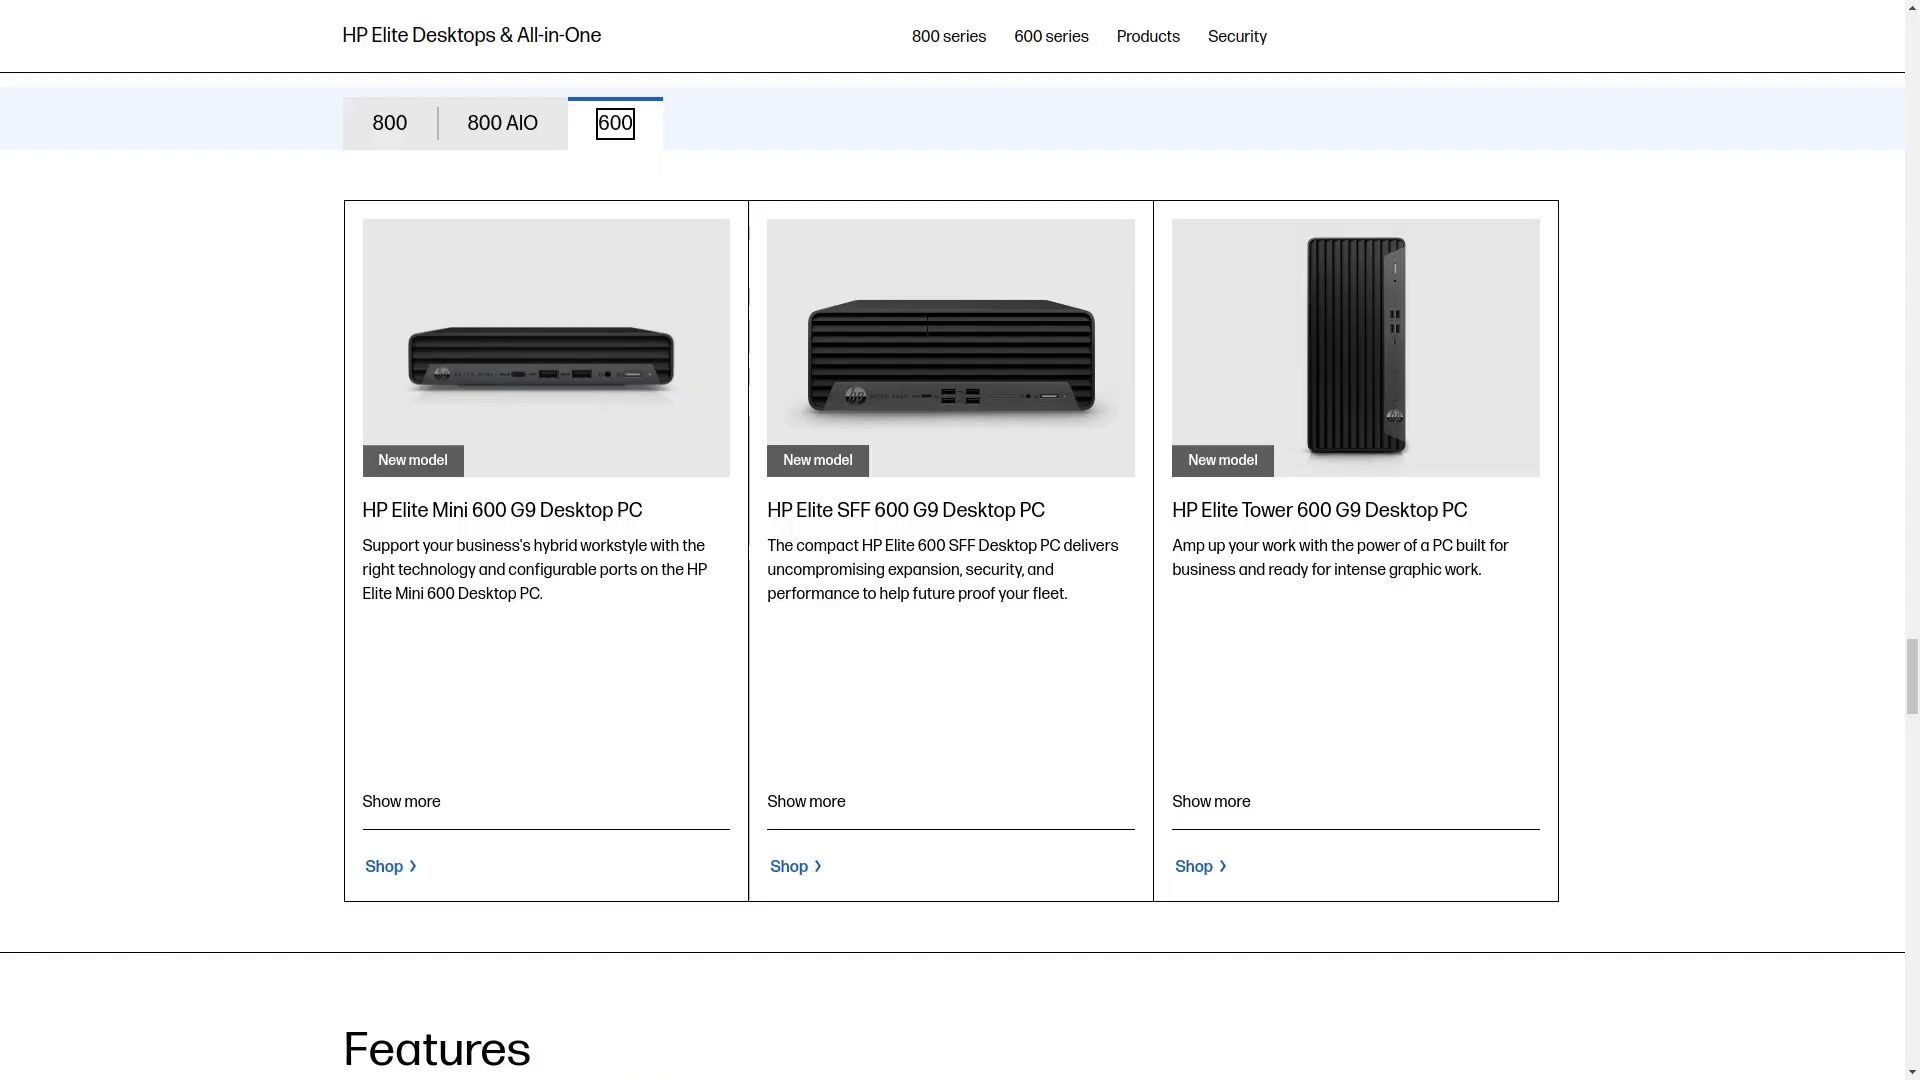 HP Elite Desktops & All-in-One
800 series
600 series
Products
Security
800
800 AIO
600
New model
HP Elite Mini 600 G9 Desktop PC
Support your business's hybrid workstyle with the
right technology and configurable ports on the HP
Elite Mini 600 Desktop PC.
Show more
Shop
New model
HP Elite SFF 600 G9 Desktop PC
The compact HP Elite 600 SFF Desktop PC delivers
uncompromising expansion, security, and
performance to help future proof your fleet.
Show more
Shop
New model
HP Elite Tower 600 G9 Desktop PC
Amp up your work with the power of a PC built for
business and ready for intense graphic work.
Show more
Shop
Features